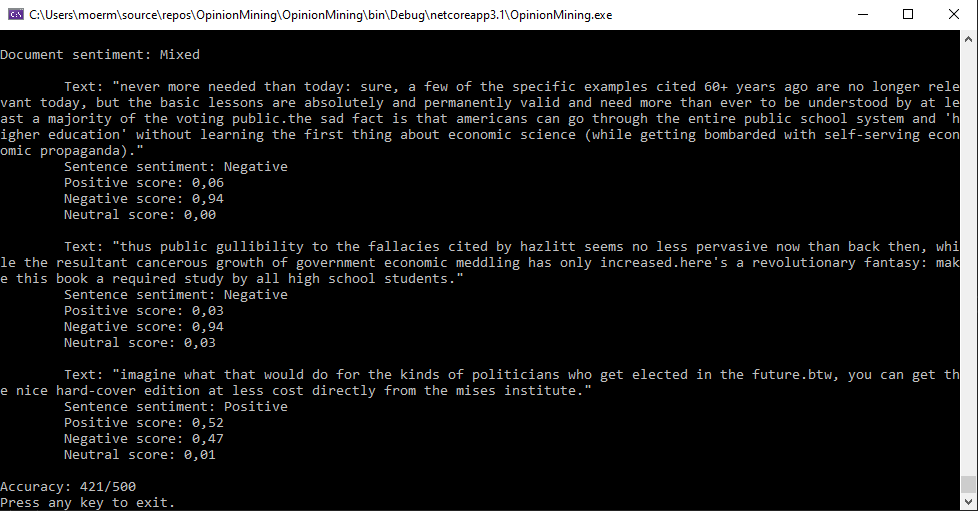 C:\Users\moerm\source\repos\OpinionMining\OpinionMining\bin\Debug\netcoreapp3.1\OpinionMining.exe
Document sentiment: Mixed
Text: "never more needed than today: sure, a few of the specific examples cited 60+ years ago are no longer rele
vant today, but the basic lessons are absolutely and permanently valid and need more than ever to be understood by at le
ast a majority of the voting public.the sad fact is that americans can go through the entire public school system and 'h
igher education' without learning the first thing about economic science (while getting bombarded with self-serving econ
omic propaganda)."
Sentence sentiment: Negative
Positive score: 0,06
Negative score: 0,94
Neutral score: 0,00
Text: "thus public gullibility to the fallacies cited by hazlitt seems no less pervasive now than back then, whi
le the resultant cancerous growth of government economic meddling has only increased.here's a revolutionary fantasy: mak
e this book a required study by all high school students."
Sentence sentiment: Negative
Positive score: 0,03
Negative score: 0,94
Neutral score: 0,03
Text: "imagine what that would do for the kinds of politicians who get elected in the future.btw, you can get th
e nice hard-cover edition at less cost directly from the mises institute."
Sentence sentiment: Positive
Positive score: 0,52
Negative score: 0,47
Neutral score: 0,01
Accuracy: 421/500
Press any key to exit.